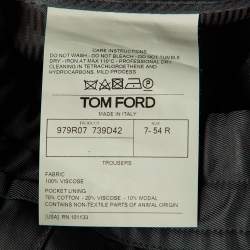 CARE INSTRUCTIONS
DO NOT WASH - DO NOT BLEACH - DO NOT TUMBLE
DRY - IRON AT MAX 110°C - PROFESSIONAL DRY
CLEANING IN TETRACHLOROETHENE AND
HYDROCARBONS, MILD PROCESS
TOM FORD
MADE IN ITALY
PRODUCT SIZE
979R07 739D42 7- 54 R
TROUSERS
FABRIC
100% VISCOSE
POCKET LINING
70% COTTON - 20% VISCOSE - 10% MODAL
CONTAINS NON-TEXTILE PARTS OF ANIMAL ORIGIN
(USA) RN 101133